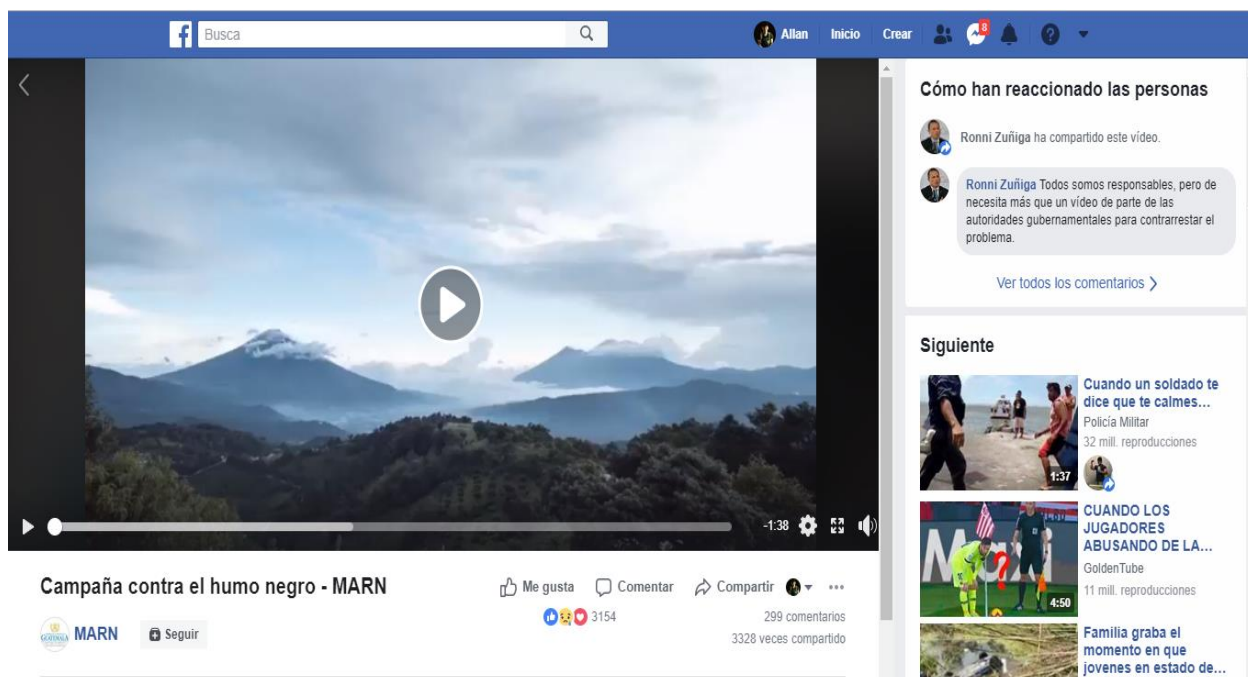 f
Busca
Allan
Inicio
Crear
8
Cómo han reaccionado las personas
Ronni Zuñiga ha compartido este vídeo.
Ronni Zuñiga Todos somos responsables, pero de
necesita más que un vídeo de parte de las
autoridades gubernamentales para contrarrestar el
problema.
Ver todos los comentarios
-1:38
Campaña contra el humo negro - MARN
Me gusta
Comentar
Compartir
3154
299 comentarios
3328 veces compartido
MARN
Seguir
Siguiente
Cuando un soldado te
dice que te calmes...
Policía Militar
32 mill. reproducciones
1:37
CUANDO LOS
JUGADORES
ABUSANDO DE LA...
GoldenTube
11 mill. reproducciones
4:50
Familia graba el
momento en que
jovenes en estado de...